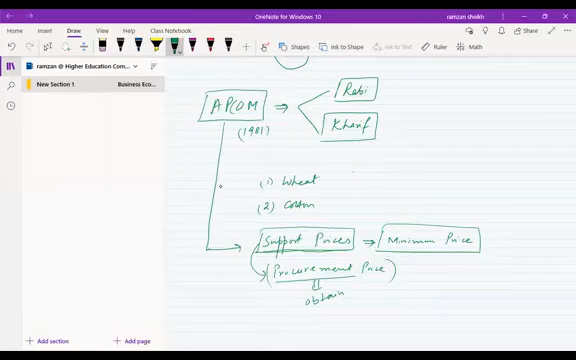 OneNote for Windows 10
ramzan sheikh
Home Insert Draw View Help Class Notebook
Share
Shapes Ink to Shape Ink to Text Ruler Math
ramzan @ Higher Education Com...
New Section 1
Business Eco...
APCOM ⇒ Rabi
(1981) Kharif
(1) Wheat
(2) Cotton
Support Prices ⇒ Minimum Price
(Procurement Price)
obtain
Add section Add page